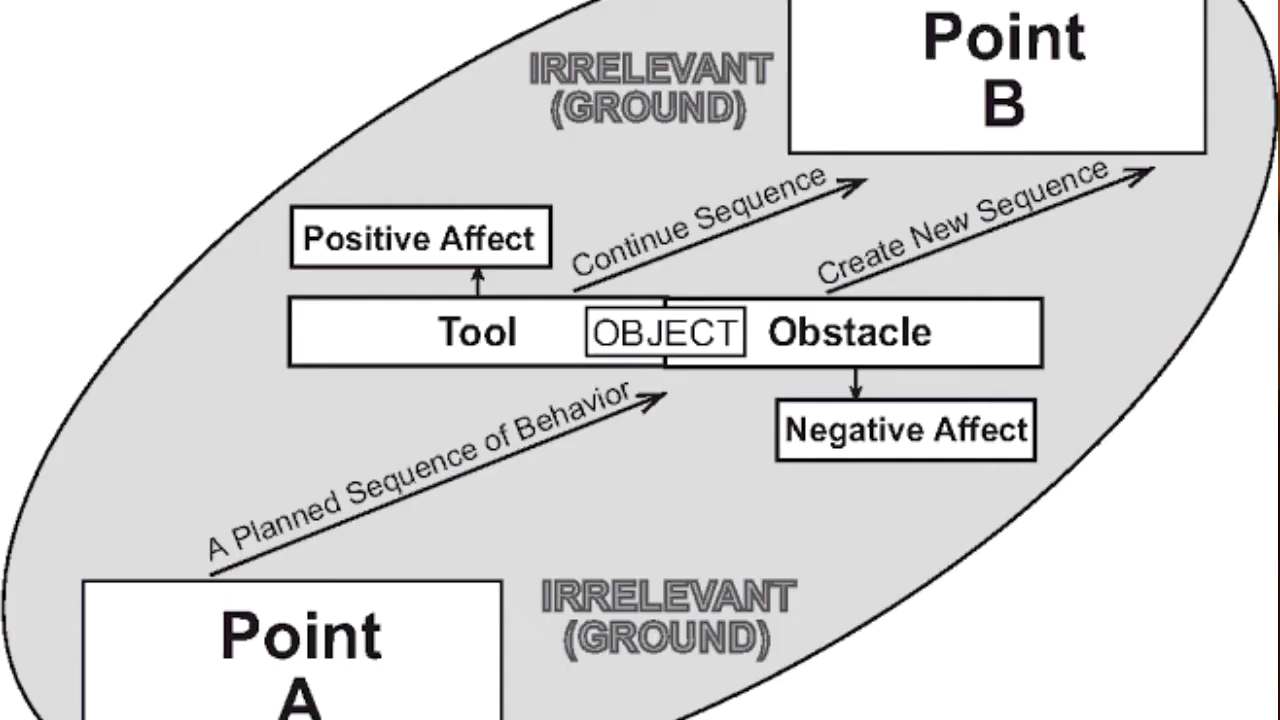 Point
B
IRRELEVANT
(GROUND)
Continue Sequence
Create New Sequence
Positive Affect
Tool
OBJECT
Obstacle
Negative Affect
A Planned Sequence of Behavior
IRRELEVANT
(GROUND)
Point
A